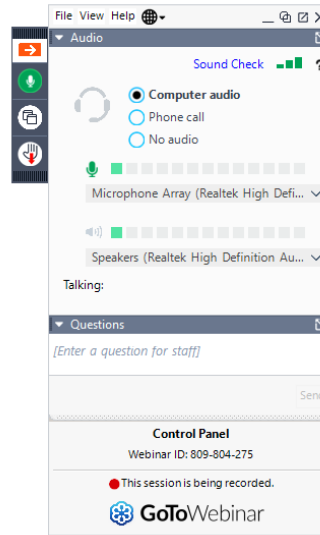 File View Help
Audio
Sound Check ?
Computer audio
Phone call
No audio
Microphone Array (Realtek High Defi...
Speakers (Realtek High Definition Au...
Talking:
Questions
[Enter a question for staff]
Send
Control Panel
Webinar ID: 809-804-275
This session is being recorded.
GoToWebinar